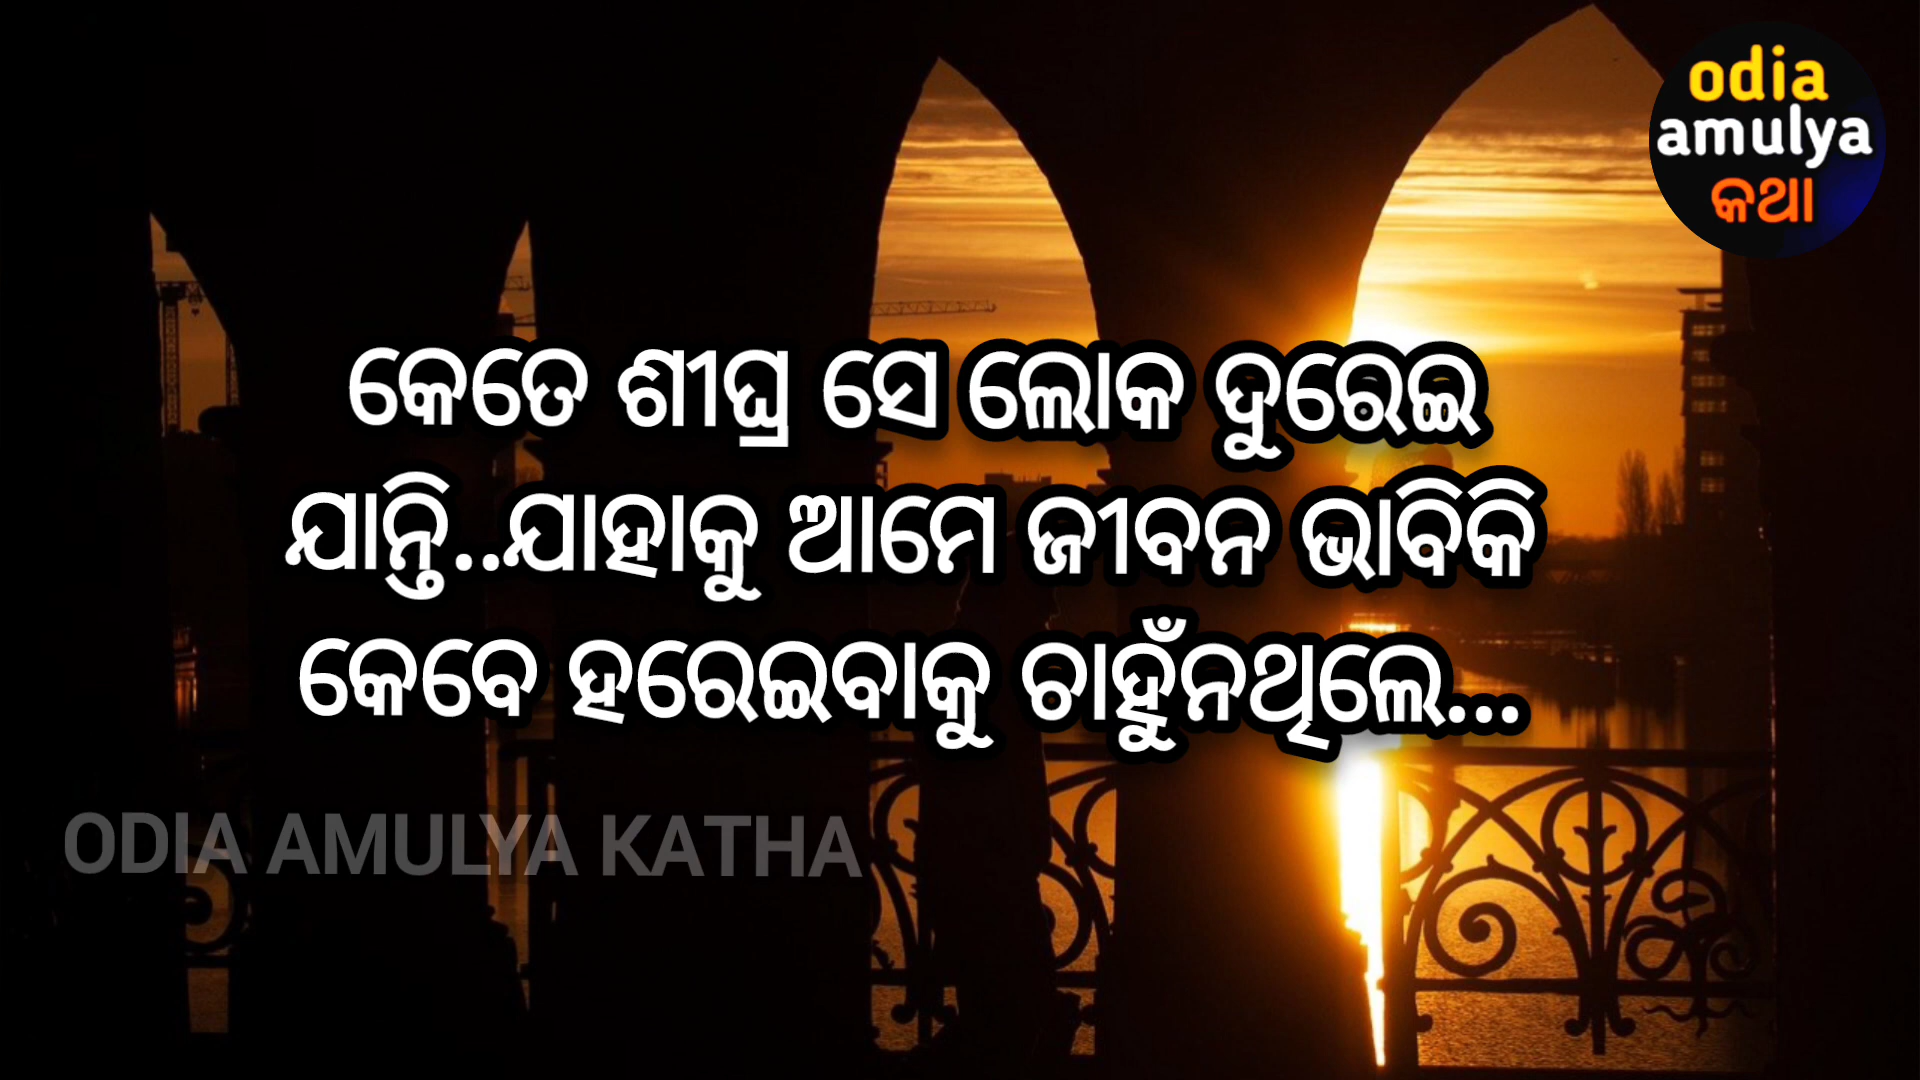 odia
amulya
କଥା
କେତେ ଶୀଘ୍ର ସେ ଲୋକ ଦୁରେଇ
ଯାନ୍ତି..ଯାହାକୁ ଆମେ ଜୀବନ ଭାବିକି
କେବେ ହରେଇବାକୁ ଚାହୁଁନଥିଲେ...
ODIA AMULYA KATHA